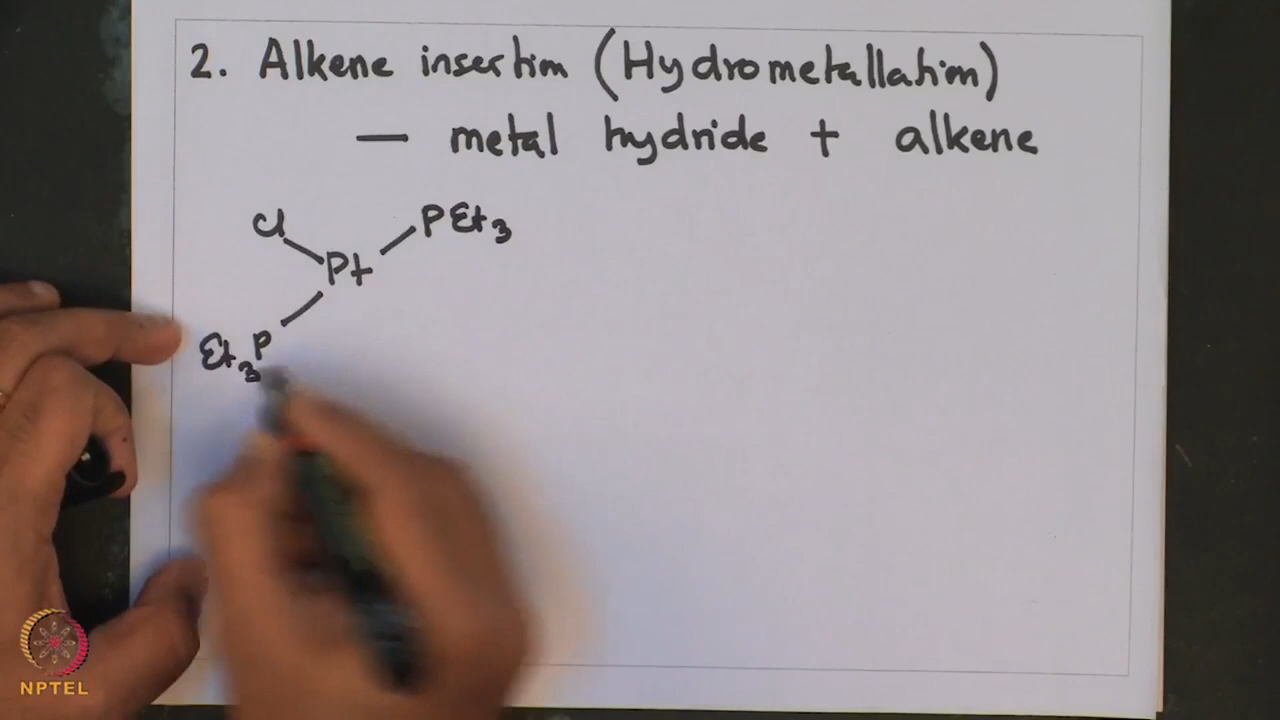 2. Alkene insertion (Hydrometallation)
— metal hydride + alkene
Cl PEt3
Pt
Et3P
NPTEL